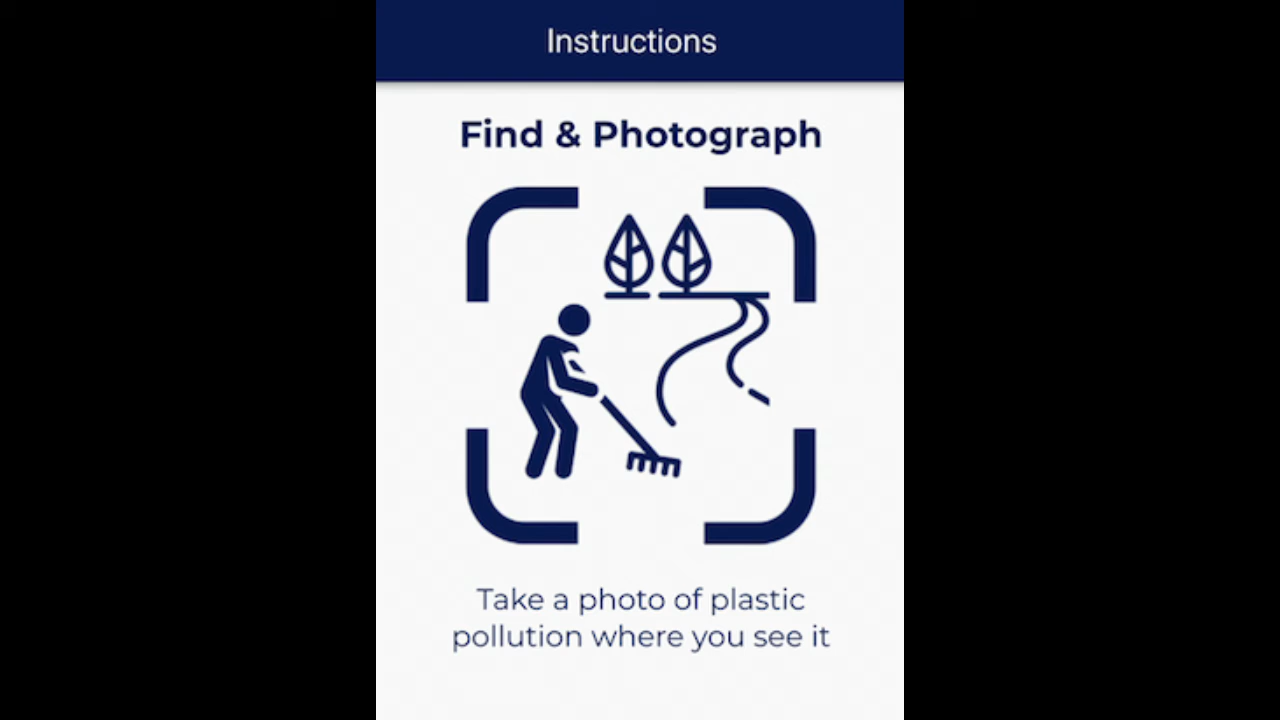 Instructions
Find & Photograph
Take a photo of plastic
pollution where you see it